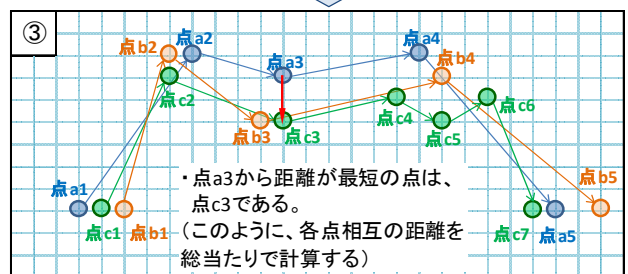 ③
点b2
点a2
点a3
点a4
点b4
点c2
点b3
点c3
点c4
点c5
点c6
点a1
点c1
点b1
・点a3から距離が最短の点は、
点c3である。
(このように、各点相互の距離を
総当たりで計算する)
点b5
点c7
点a5